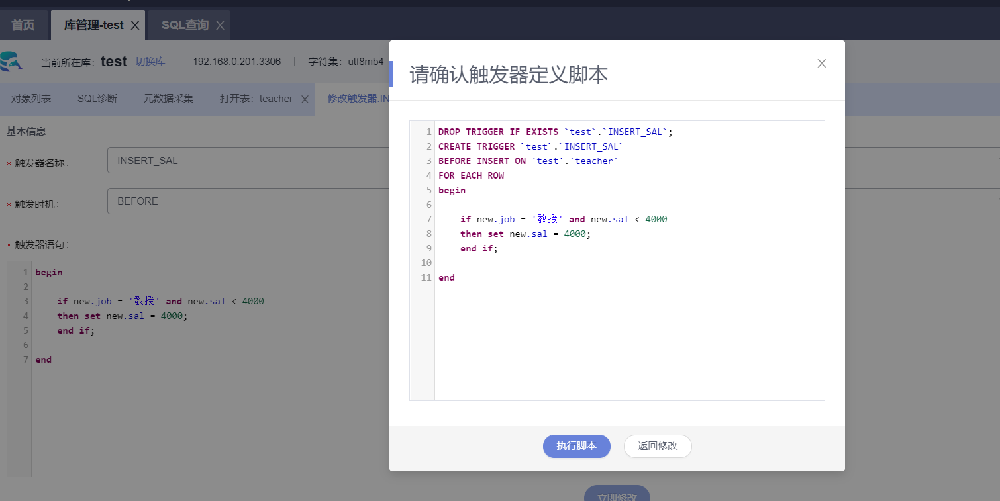 首页
库管理-test
SQL查询
当前所在库: test 切换库 | 192.168.0.201:3306 | 字符集: utf8mb4
对象列表 SQL诊断 元数据采集 打开表: teacher 修改触发器:IN
基本信息
* 触发器名称:
INSERT_SAL
* 触发时机:
BEFORE
* 触发器语句:
1 begin
2
3 if new.job = '教授' and new.sal < 4000
4 then set new.sal = 4000;
5 end if;
6
7 end
请确认触发器定义脚本
1 DROP TRIGGER IF EXISTS `test`.`INSERT_SAL`;
2 CREATE TRIGGER `test`.`INSERT_SAL`
3 BEFORE INSERT ON `test`.`teacher`
4 FOR EACH ROW
5 begin
6
7 if new.job = '教授' and new.sal < 4000
8 then set new.sal = 4000;
9 end if;
10
11 end
执行脚本
返回修改
立即修改